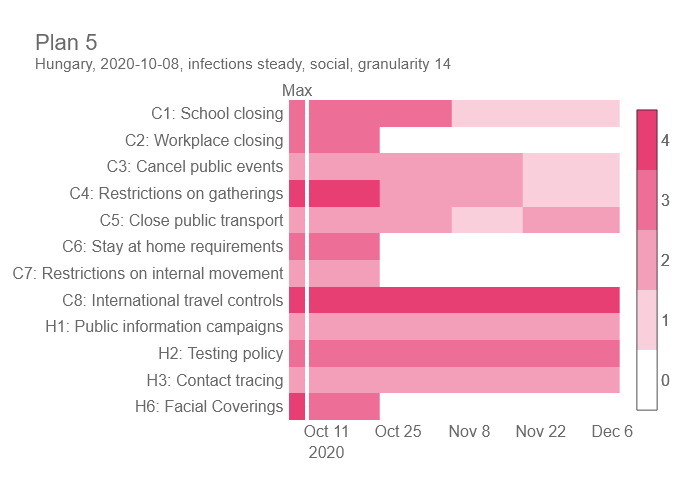 Plan 5
Hungary, 2020-10-08, infections steady, social, granularity 14
Max
C1: School closing
C2: Workplace closing
C3: Cancel public events
C4: Restrictions on gatherings
C5: Close public transport
C6: Stay at home requirements
C7: Restrictions on internal movement
C8: International travel controls
H1: Public information campaigns
H2: Testing policy
H3: Contact tracing
H6: Facial Coverings
4
3
2
1
0
Oct 11 Oct 25 Nov 8 Nov 22 Dec 6
2020